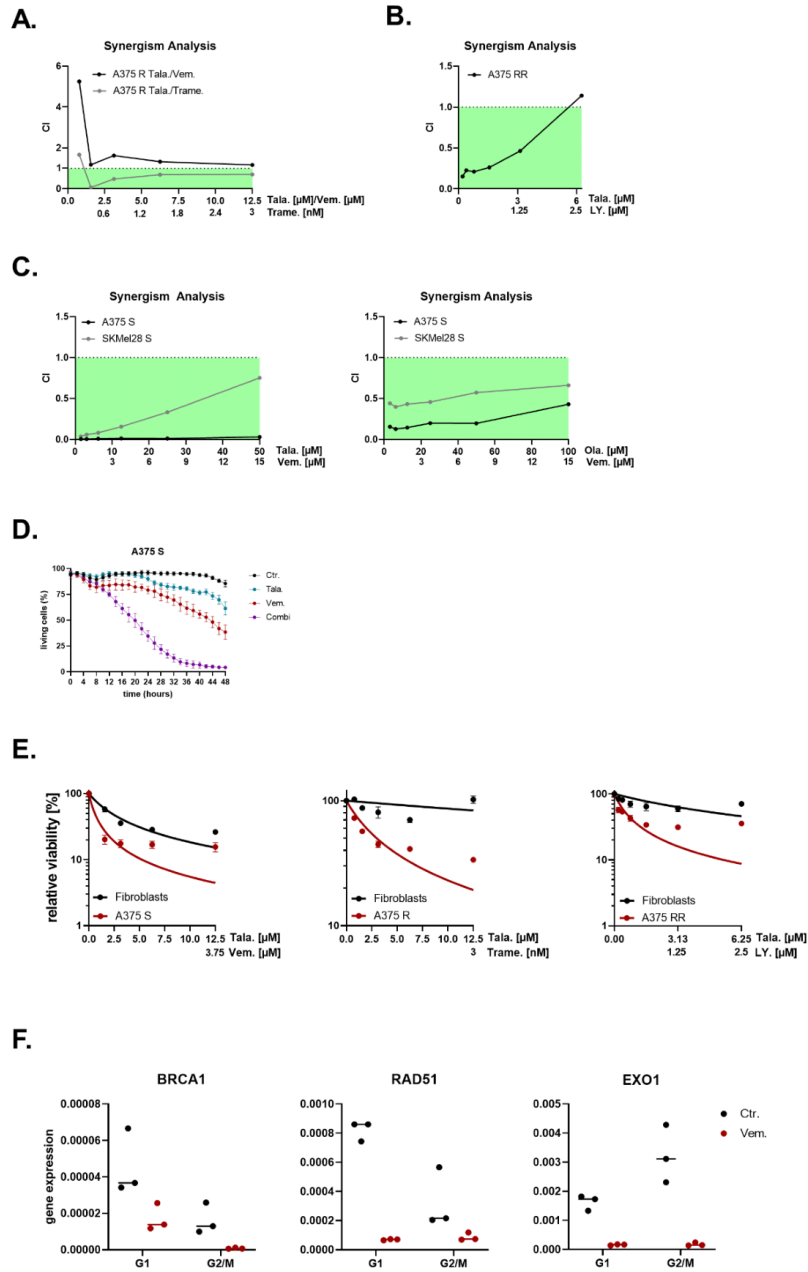 A.
Synergism Analysis
A375 R Tala./Vem.
A375 R Tala./Trame.
CI
6
4
2
1
0
0.0 2.5 5.0 7.5 10.0 12.5 Tala. [µM]/Vem. [µM]
0.6 1.2 1.8 2.4 3 Trame. [nM]
B.
Synergism Analysis
A375 RR
CI
1.5
1.0
0.5
0.0
0 3 6 Tala. [µM]
1.25 2.5 LY. [µM]
C.
Synergism Analysis
A375 S
SKMel28 S
CI
1.5
1.0
0.5
0.0
0 10 20 30 40 50 Tala. [µM]
3 6 9 12 15 Vem. [µM]
Synergism Analysis
A375 S
SKMel28 S
CI
1.5
1.0
0.5
0.0
0 20 40 60 80 100 Ola. [µM]
3 6 9 12 15 Vem. [µM]
D.
A375 S
living cells (%)
100
75
50
25
0
0 4 8 12 16 20 24 28 32 36 40 44 48
time (hours)
Ctr.
Tala.
Vem.
Combi
E.
relative viability [%]
100
10
1
Fibroblasts
A375 S
0.0 2.5 5.0 7.5 10.0 12.5 Tala. [µM]
3.75 Vem. [µM]
100
10
Fibroblasts
A375 R
0.0 2.5 5.0 7.5 10.0 12.5 Tala. [µM]
3 Trame. [nM]
100
10
1
Fibroblasts
A375 RR
0.00 3.13 6.25 Tala. [µM]
1.25 2.5 LY. [µM]
F.
gene expression
BRCA1
0.00008
0.00006
0.00004
0.00002
0.00000
G1 G2/M
RAD51
0.0010
0.0008
0.0006
0.0004
0.0002
0.0000
G1 G2/M
EXO1
0.005
0.004
0.003
0.002
0.001
0.000
G1 G2/M
Ctr.
Vem.